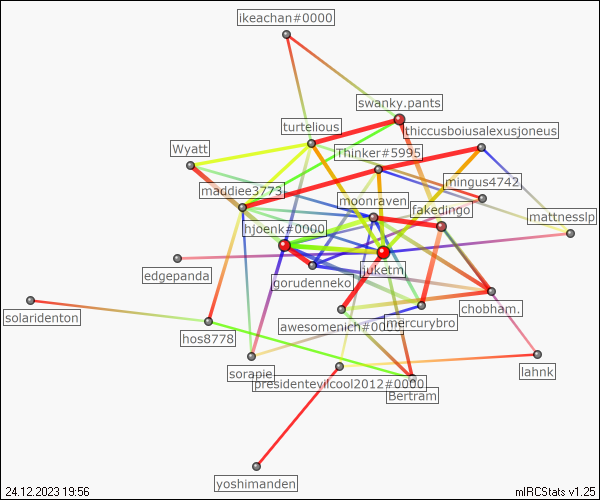 ikeachan#0000
swanky.pants
turtelious
thiccusboiusalexusjoneus
Wyatt
Thinker#5995
maddiee3773
mingus4742
moonraven
fakedingo
mattnesslp
hjoenk#0000
edgepanda
juketm
gorudenneko
chobham.
solaridenton
awesomenich#00
mercurybro
hos8778
sorapie
lahnk
presidentevilcool2012#0000
Bertram
yoshimanden
24.12.2023 19:56
mIRCStats v1.25